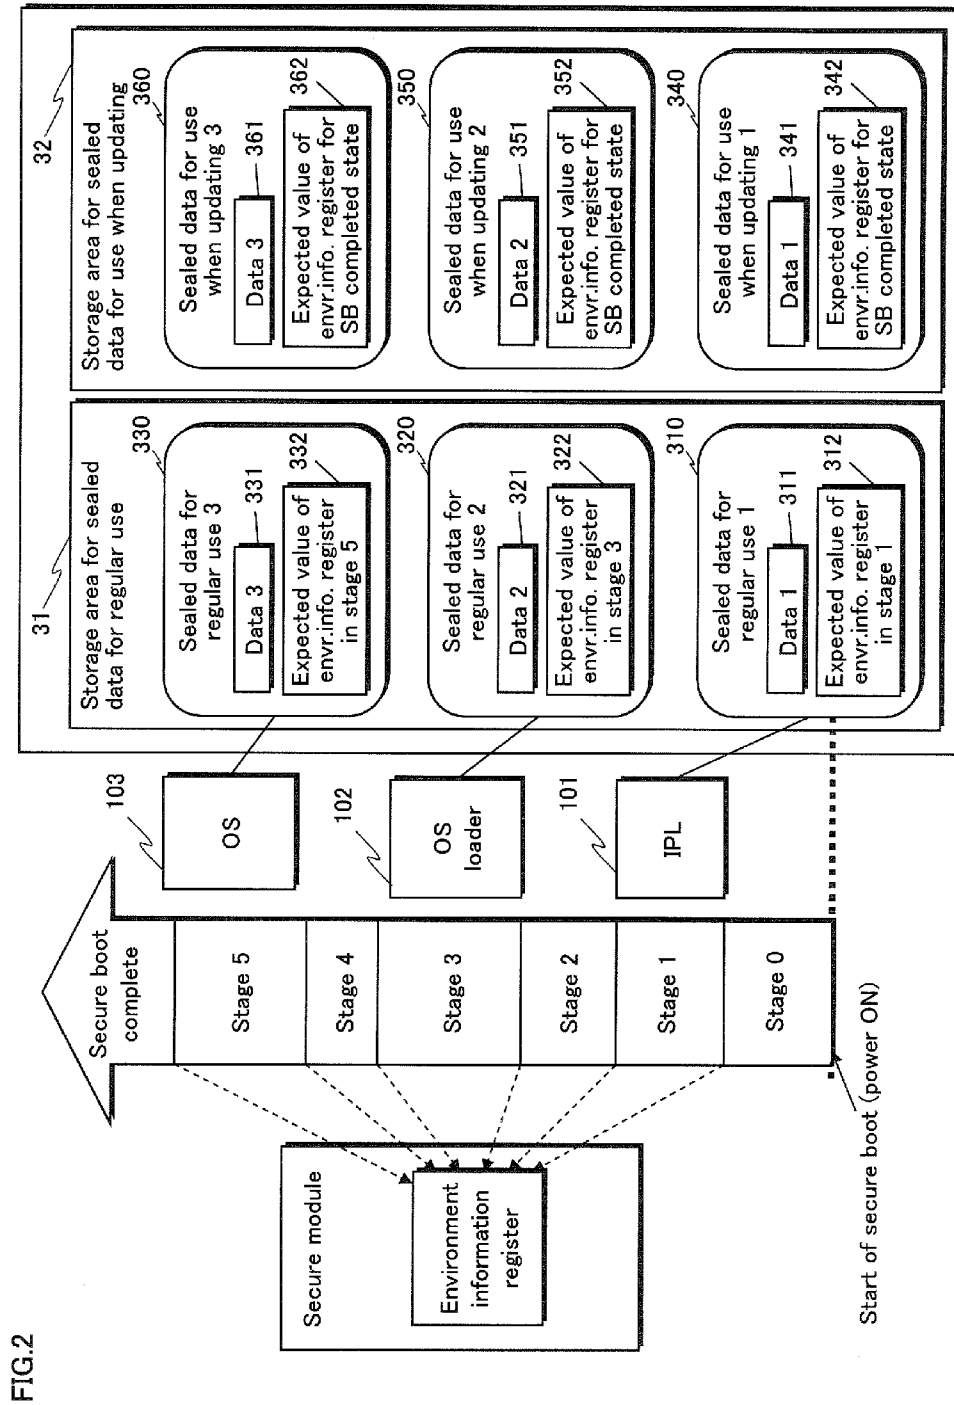 FIG.2
Secure module
Environment
information
register
Start of secure boot (power ON)
Secure boot
complete
Stage 5
Stage 4
Stage 3
Stage 2
Stage 1
Stage 0
103
OS
102
OS
loader
101
IPL
31
Storage area for sealed
data for regular use
330
Sealed data for
regular use 3
331
Data 3
332
Expected value of
envr.info. register
in stage 5
320
Sealed data for
regular use 2
321
Data 2
322
Expected value of
envr.info. register
in stage 3
310
Sealed data for
regular use 1
311
Data 1
312
Expected value of
envr.info. register
in stage 1
32
Storage area for sealed
data for use when updating
360
Sealed data for use
when updating 3
361
Data 3
362
Expected value of
envr.info. register for
SB completed state
350
Sealed data for use
when updating 2
351
Data 2
352
Expected value of
envr.info. register for
SB completed state
340
Sealed data for use
when updating 1
341
Data 1
342
Expected value of
envr.info. register for
SB completed state